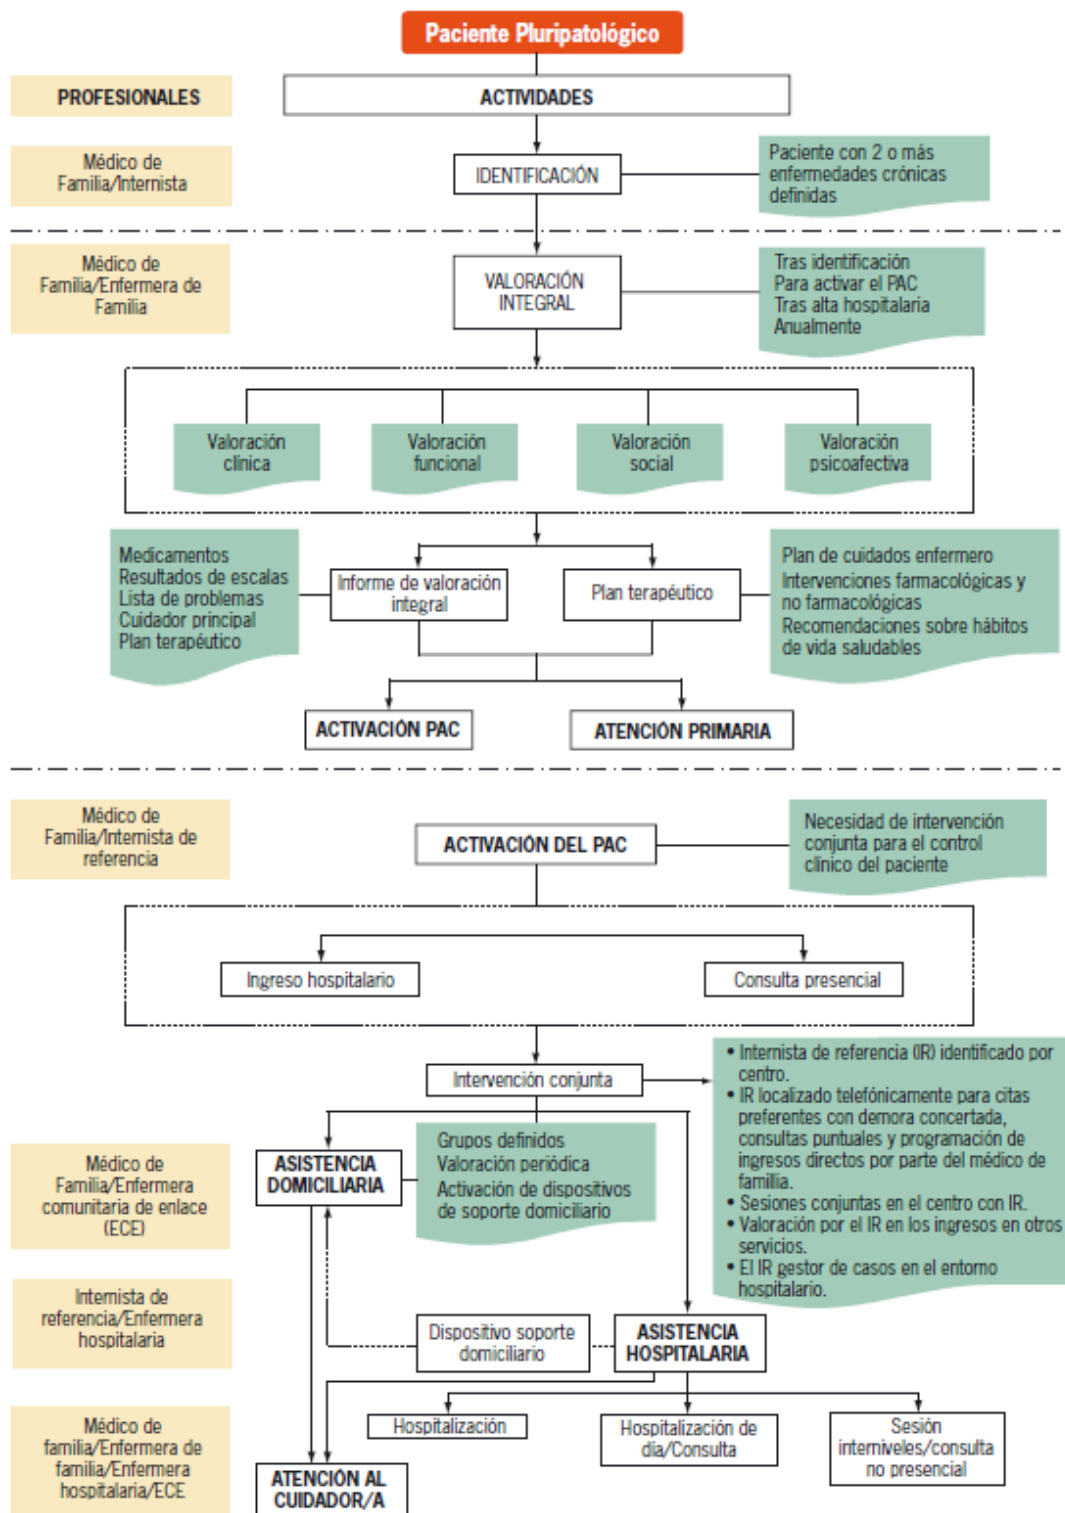 Paciente Pluripatológico
PROFESIONALES
ACTIVIDADES
Médico de
Familia/Internista
IDENTIFICACIÓN
Paciente con 2 o más
enfermedades crónicas
definidas
Médico de
Familia/Enfermera de
Familia
VALORACIÓN
INTEGRAL
Tras identificación
Para activar el PAC
Tras alta hospitalaria
Anualmente
Valoración
clínica
Valoración
funcional
Valoración
social
Valoración
psicoafectiva
Medicamentos
Resultados de escalas
Lista de problemas
Cuidador principal
Plan terapéutico
Informe de valoración
integral
Plan terapéutico
Plan de cuidados enfermero
Intervenciones farmacológicas y
no farmacológicas
Recomendaciones sobre hábitos
de vida saludables
ACTIVACIÓN PAC
ATENCIÓN PRIMARIA
Médico de
Familia/Internista de
referencia
ACTIVACIÓN DEL PAC
Necesidad de intervención
conjunta para el control
clínico del paciente
Ingreso hospitalario
Consulta presencial
Intervención conjunta
• Internista de referencia (IR) identificado por
centro.
• IR localizado telefónicamente para citas
preferentes con demora concertada,
consultas puntuales y programación de
ingresos directos por parte del médico de
famillia.
• Sesiones conjuntas en el centro con IR.
• Valoración por el IR en los ingresos en otros
servicios.
• El IR gestor de casos en el entorno
hospitalario.
Médico de
Familia/Enfermera
comunitaria de enlace
(ECE)
ASISTENCIA
DOMICILIARIA
Grupos definidos
Valoración periódica
Activación de dispositivos
de soporte domiciliario
Internista de
referencia/Enfermera
hospitalaria
Dispositivo soporte
domiciliario
ASISTENCIA
HOSPITALARIA
Médico de
familia/Enfermera de
familia/Enfermera
hospitalaria/ECE
Hospitalización
Hospitalización de
día/Consulta
Sesión
interniveles/consulta
no presencial
ATENCIÓN AL
CUIDADOR/A